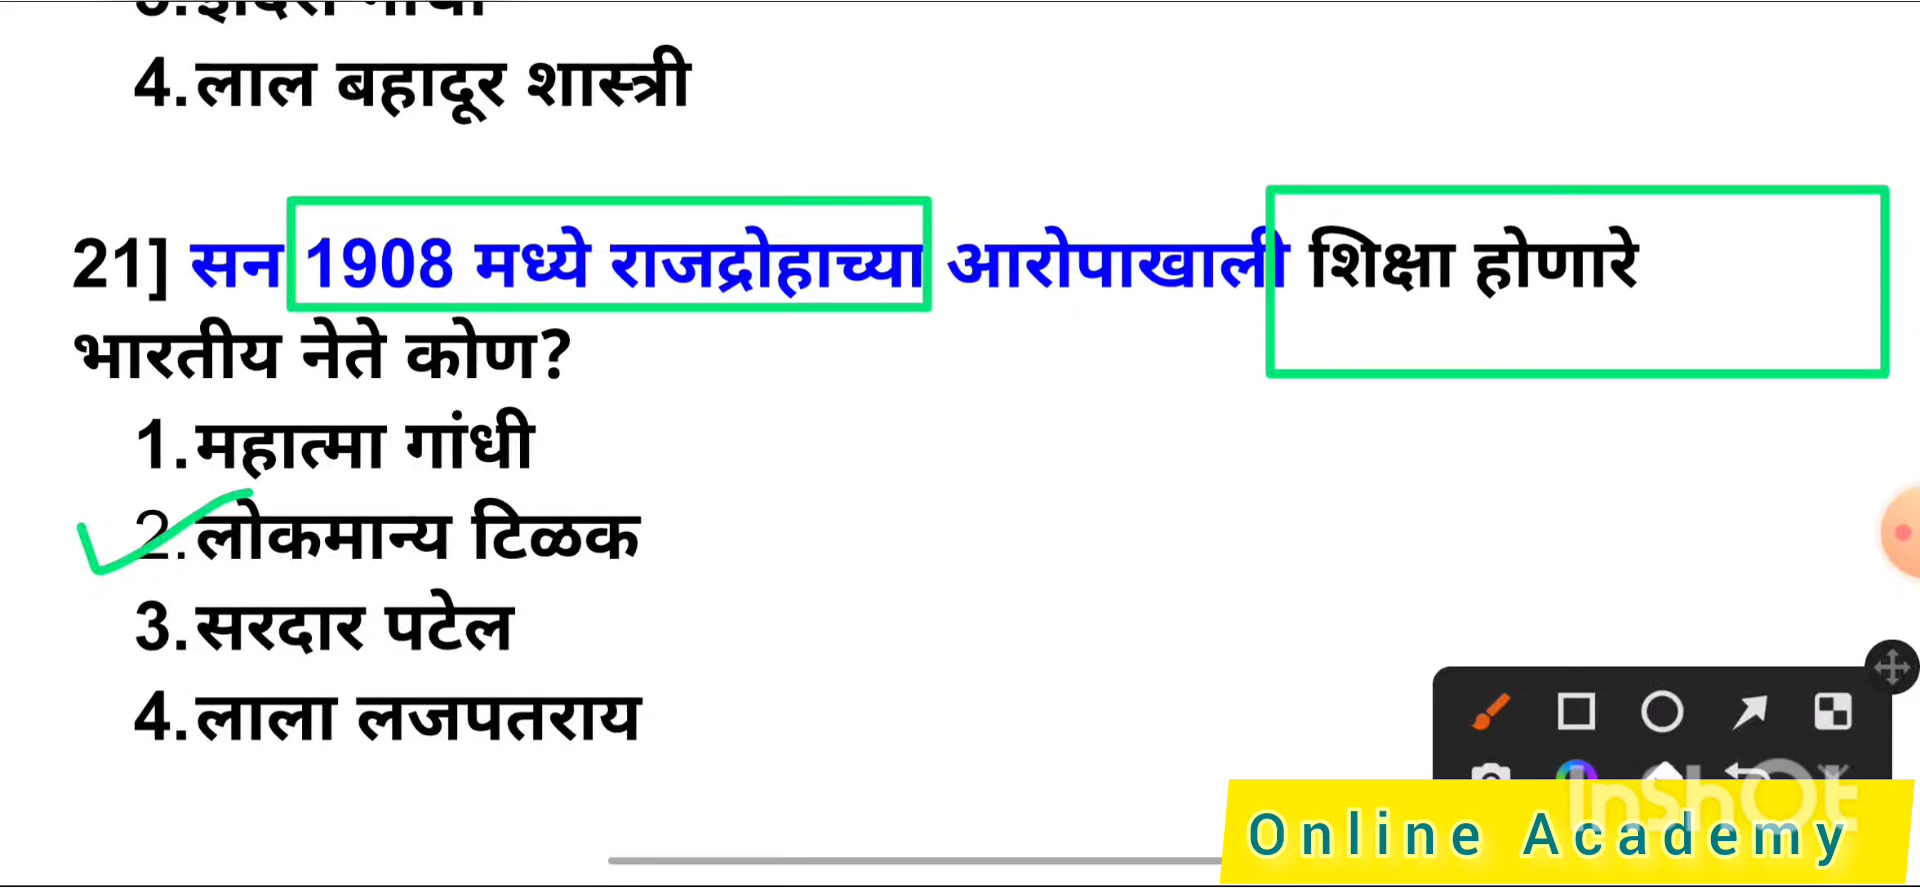 4.लाल बहादूर शास्त्री
21] सन 1908 मध्ये राजद्रोहाच्या आरोपाखाली शिक्षा होणारे
भारतीय नेते कोण?
1.महात्मा गांधी
2.लोकमान्य टिळक
3.सरदार पटेल
4.लाला लजपतराय
InShOt
Online Academy